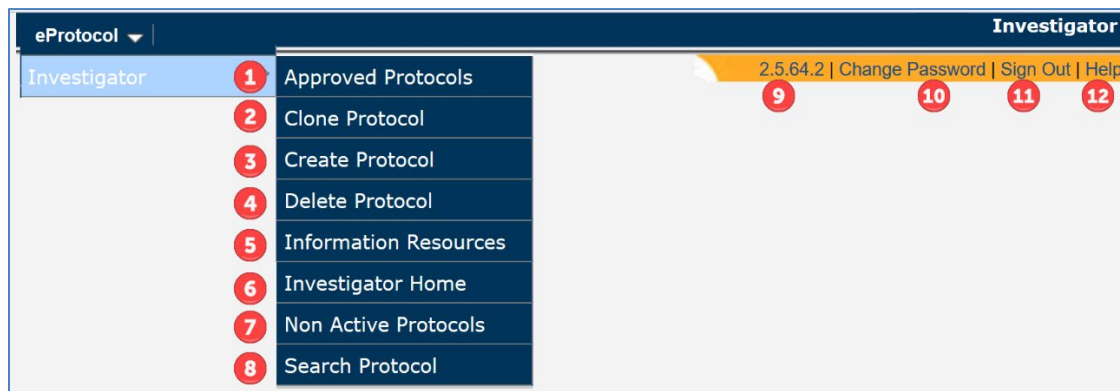 eProtocol
Investigator
Investigator 1 Approved Protocols
2.5.64.2 | Change Password | Sign Out | Help
9 10 11 12
2 Clone Protocol
3 Create Protocol
4 Delete Protocol
5 Information Resources
6 Investigator Home
7 Non Active Protocols
8 Search Protocol